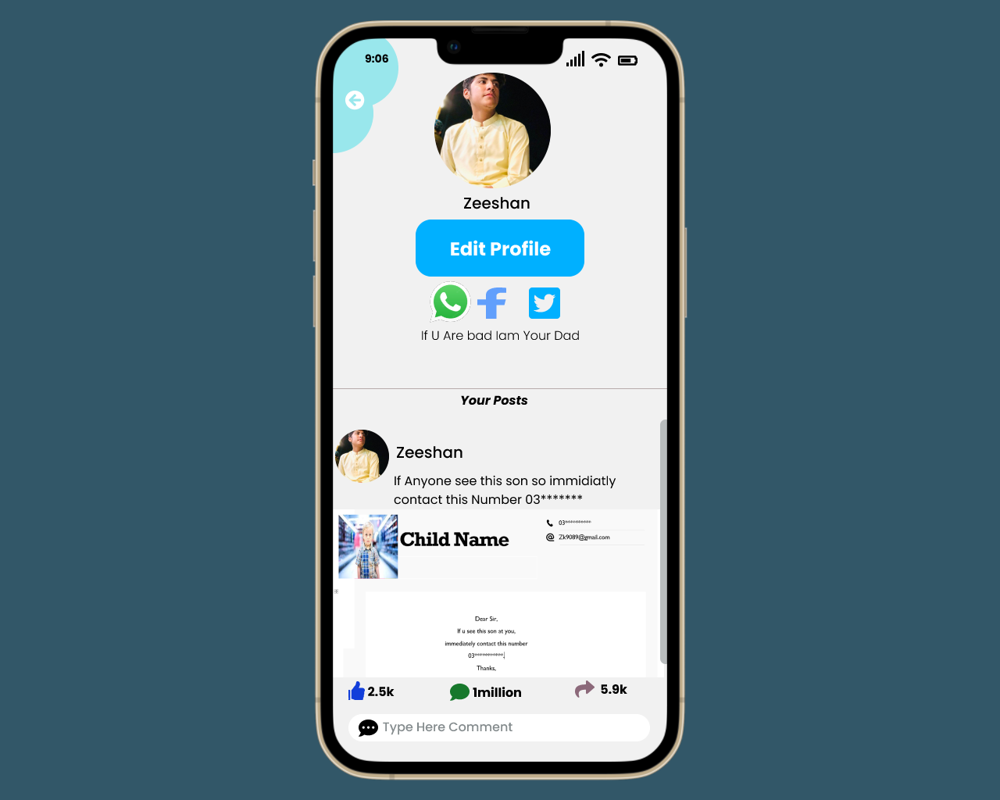 9:06
Zeeshan
Edit Profile
If U Are bad Iam Your Dad
Your Posts
Zeeshan
If Anyone see this son so immidiatly
contact this Number 03*******
Child Name
03**********
Zk9089@gmail.com
Dear Sir,
If u see this son at you,
immediately contact this number
03***********,
Thanks,
2.5k
1million
5.9k
Type Here Comment